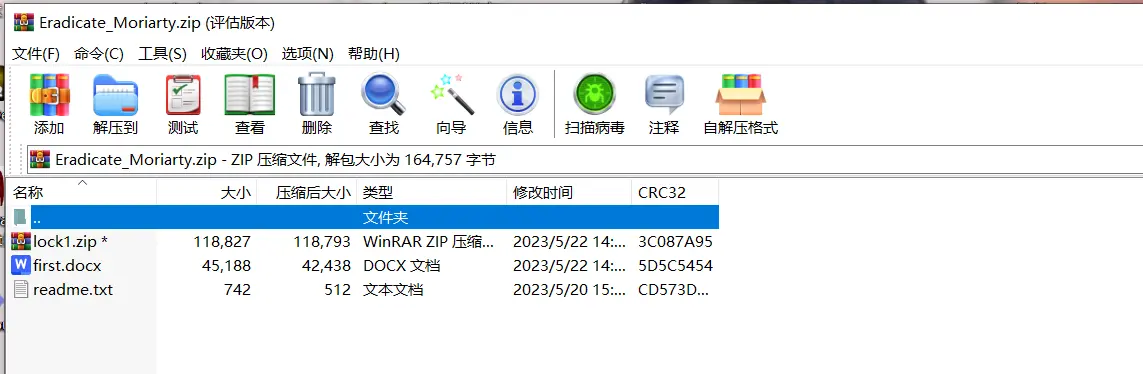 Eradicate_Moriarty.zip (评估版本)
文件(F) 命令(C) 工具(S) 收藏夹(O) 选项(N) 帮助(H)
添加 解压到 测试 查看 删除 查找 向导 信息 扫描病毒 注释 自解压格式
Eradicate_Moriarty.zip - ZIP 压缩文件, 解包大小为 164,757 字节
名称 大小 压缩后大小 类型 修改时间 CRC32
.. 文件夹
lock1.zip * 118,827 118,793 WinRAR ZIP 压缩... 2023/5/22 14:... 3C087A95
first.docx 45,188 42,438 DOCX 文档 2023/5/22 14:... 5D5C5454
readme.txt 742 512 文本文档 2023/5/20 15:... CD573D...